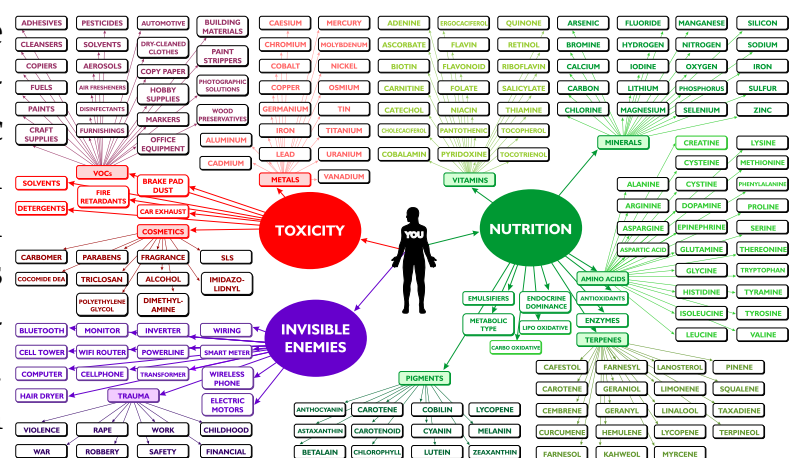 ADHESIVES
CLEANSERS
COPIERS
FUELS
PAINTS
CRAFT
SUPPLIES
PESTICIDES
SOLVENTS
AEROSOLS
AIR FRESHENERS
DISINFECTANTS
FURNISHINGS
AUTOMOTIVE
DRY-CLEANED
CLOTHES
COPY PAPER
HOBBY
SUPPLIES
MARKERS
OFFICE
EQUIPMENT
BUILDING
MATERIALS
PAINT
STRIPPERS
PHOTOGRAPHIC
SOLUTIONS
WOOD
PRESERVATIVES
ALUMINUM
CADMIUM
CAESIUM
CHROMIUM
COBALT
COPPER
GERMANIUM
IRON
LEAD
MERCURY
MOLYBDENUM
NICKEL
OSMIUM
TIN
TITANIUM
URANIUM
VANADIUM
METALS
VOCs
SOLVENTS
DETERGENTS
FIRE
RETARDANTS
BRAKE PAD
DUST
CAR EXHAUST
COSMETICS
CARBOMER
PARABENS
FRAGRANCE
SLS
COCOMIDE DEA
TRICLOSAN
ALCOHOL
IMIDAZO-
LIDNYL
POLYETHYLENE
GLYCOL
DIMETHYL-
AMINE
TOXICITY
YOU
NUTRITION
INVISIBLE
ENEMIES
BLUETOOTH
MONITOR
INVERTER
WIRING
CELL TOWER
WIFI ROUTER
POWERLINE
SMART METER
COMPUTER
CELLPHONE
TRANSFORMER
WIRELESS
PHONE
HAIR DRYER
TRAUMA
ELECTRIC
MOTORS
VIOLENCE
RAPE
WORK
CHILDHOOD
WAR
ROBBERY
SAFETY
FINANCIAL
ADENINE
ASCORBATE
BIOTIN
CARNITINE
CATECHOL
CHOLECACIFEROL
COBALAMIN
ERGOCACIFEROL
FLAVIN
FLAVONOID
FOLATE
NIACIN
PANTOTHENIC
PYRIDOXINE
QUINONE
RETINOL
RIBOFLAVIN
SALICYLATE
THIAMINE
TOCOPHEROL
TOCOTRIENOL
VITAMINS
ARSENIC
BROMINE
CALCIUM
CARBON
CHLORINE
FLUORIDE
HYDROGEN
IODINE
LITHIUM
MAGNESIUM
MANGANESE
NITROGEN
OXYGEN
PHOSPHORUS
SELENIUM
SILICON
SODIUM
IRON
SULFUR
ZINC
MINERALS
ALANINE
ARGININE
ASPARGINE
ASPARTIC ACID
CREATINE
CYSTEINE
CYSTINE
DOPAMINE
EPINEPHRINE
GLUTAMINE
GLYCINE
HISTIDINE
ISOLEUCINE
LEUCINE
LYSINE
METHIONINE
PHENYLALANINE
PROLINE
SERINE
THEREONINE
TRYPTOPHAN
TYRAMINE
TYROSINE
VALINE
AMINO ACIDS
EMULSIFIERS
METABOLIC
TYPE
ENDOCRINE
DOMINANCE
LIPO OXIDATIVE
CARBO OXIDATIVE
ANTIOXIDANTS
ENZYMES
TERPENES
CAFESTOL
CAROTENE
CEMBRENE
CURCUMENE
FARNESOL
FARNESYL
GERANIOL
GERANYL
HEMULENE
KAHWEOL
LANOSTEROL
LIMONENE
LINALOOL
LYCOPENE
MYRCENE
PINENE
SQUALENE
TAXADIENE
TERPINEOL
PIGMENTS
ANTHOCYANIN
CAROTENE
COBILIN
LYCOPENE
ASTAXANTHIN
CAROTENOID
CYANIN
MELANIN
BETALAIN
CHLOROPHYLL
LUTEIN
ZEAXANTHIN